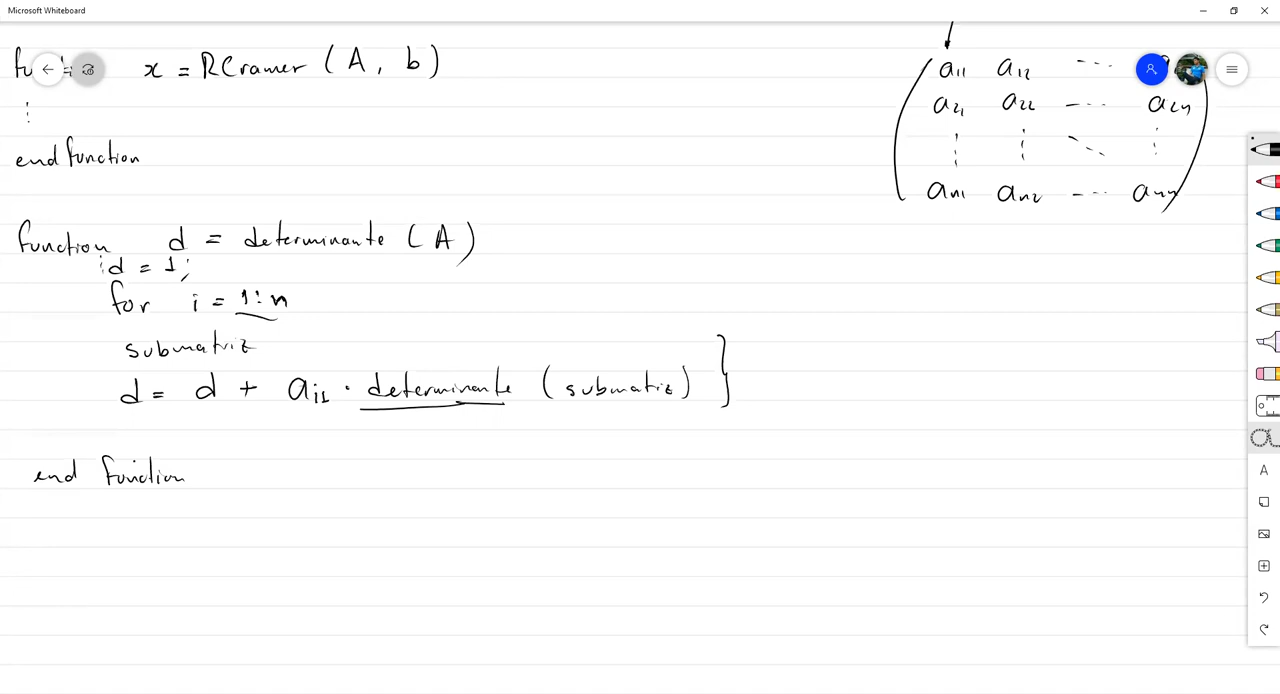 Microsoft Whiteboard
x = RCramer (A, b)
⋮
end function
function d = determinante (A)
d = 1;
for i = 1:n
submatriz
d = d + ai1 · determinante (submatriz) }
end function
a11 a12 ---
a21 a22 --- a2n
⋮ ⋮ ⋱ ⋮
an1 an2 --- ann
A